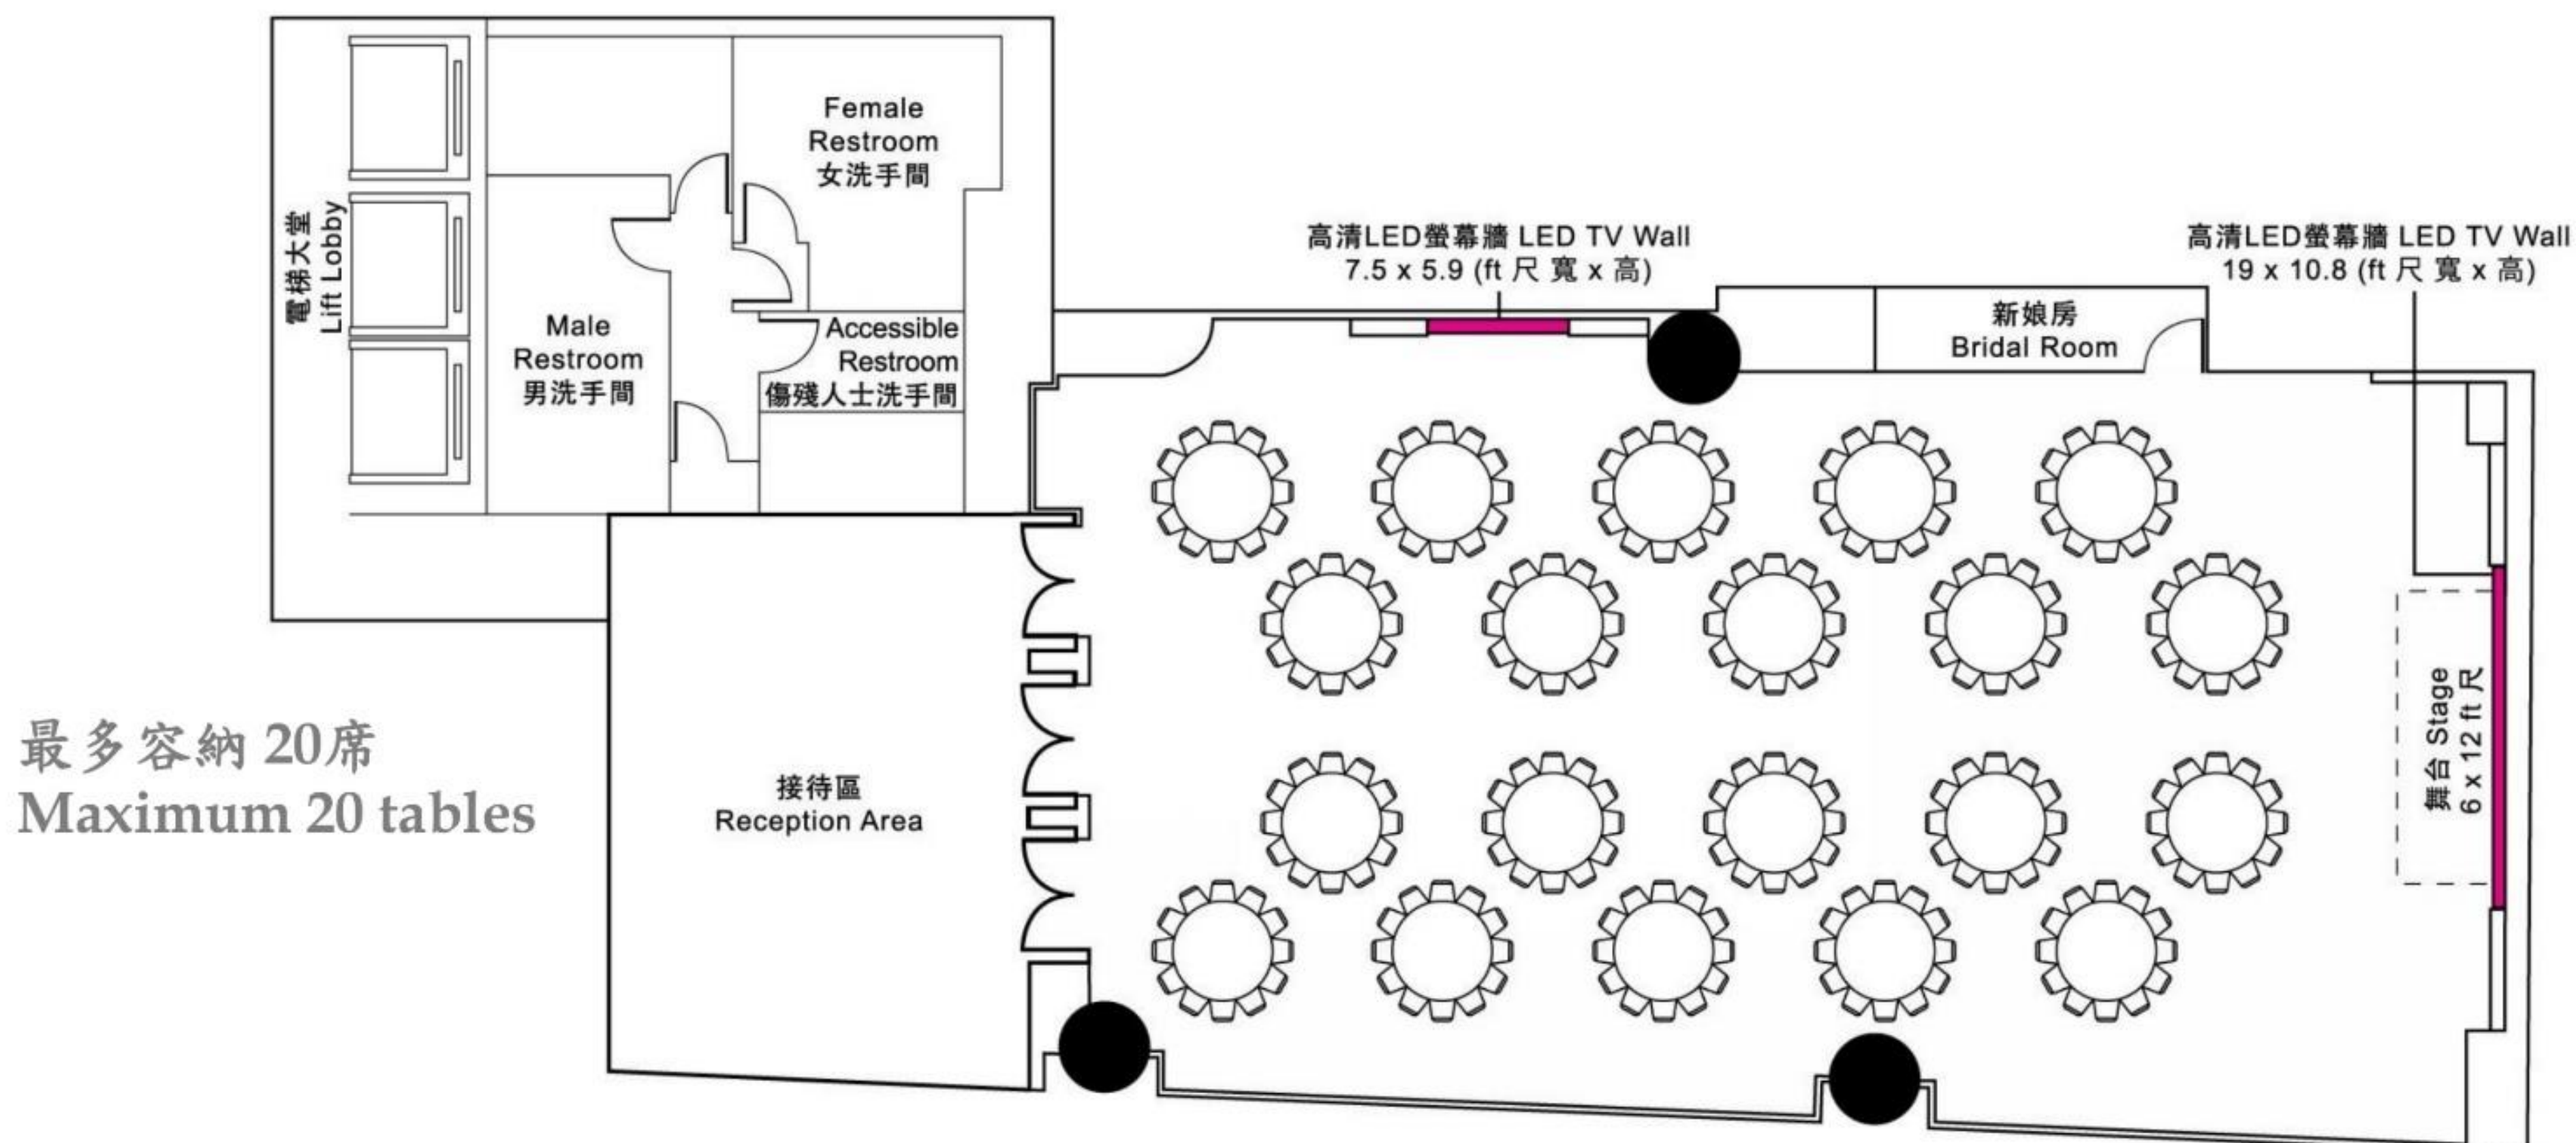 Female
Restroom
女洗手間
電梯大堂
Lift Lobby
Male
Restroom
男洗手間
Accessible
Restroom
傷殘人士洗手間
高清LED螢幕牆 LED TV Wall
7.5 x 5.9 (ft 尺 寬 x 高)
高清LED螢幕牆 LED TV Wall
19 x 10.8 (ft 尺 寬 x 高)
新娘房
Bridal Room
最多容納 20席
Maximum 20 tables
接待區
Reception Area
舞台 Stage
6 x 12 ft 尺